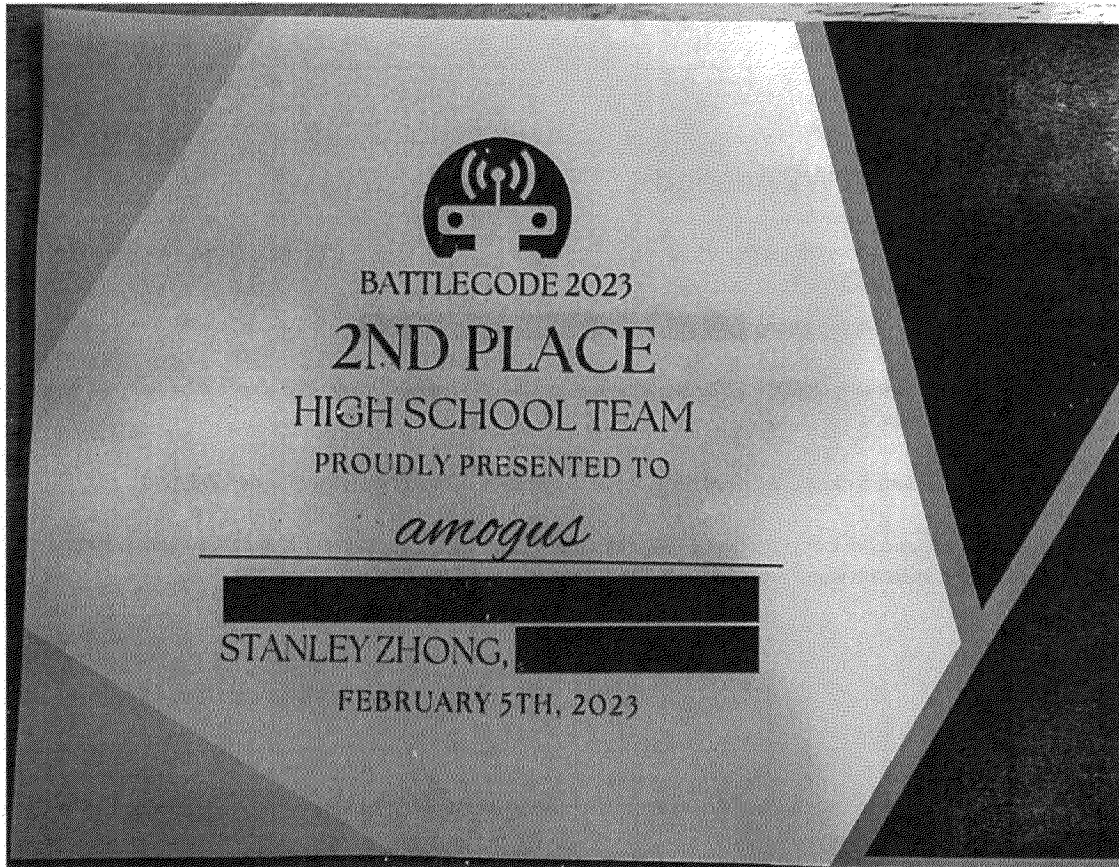 BATTLECODE 2023
2ND PLACE
HIGH SCHOOL TEAM
PROUDLY PRESENTED TO
amogus
STANLEY ZHONG,
FEBRUARY 5TH, 2023